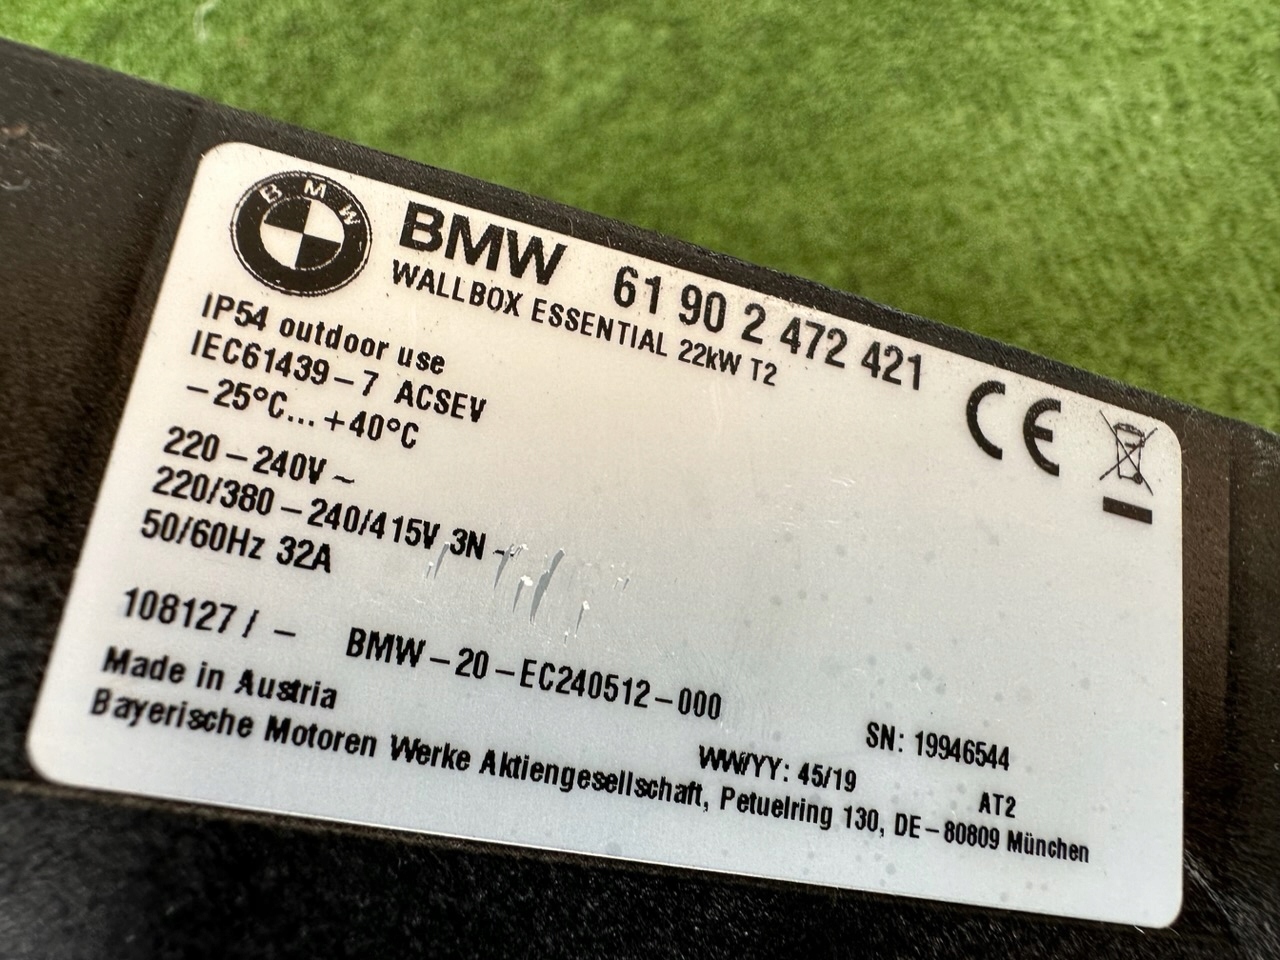 BMW
BMW 61 90 2 472 421
WALLBOX ESSENTIAL 22kW T2
IP54 outdoor use
IEC61439-7 ACSEV
-25°C...+40°C
CE
220-240V ~
220/380-240/415V 3N ~
50/60Hz 32A
108127 / - BMW-20-EC240512-000
SN: 19946544
Made in Austria
WW/YY: 45/19 AT2
Bayerische Motoren Werke Aktiengesellschaft, Petuelring 130, DE-80809 München